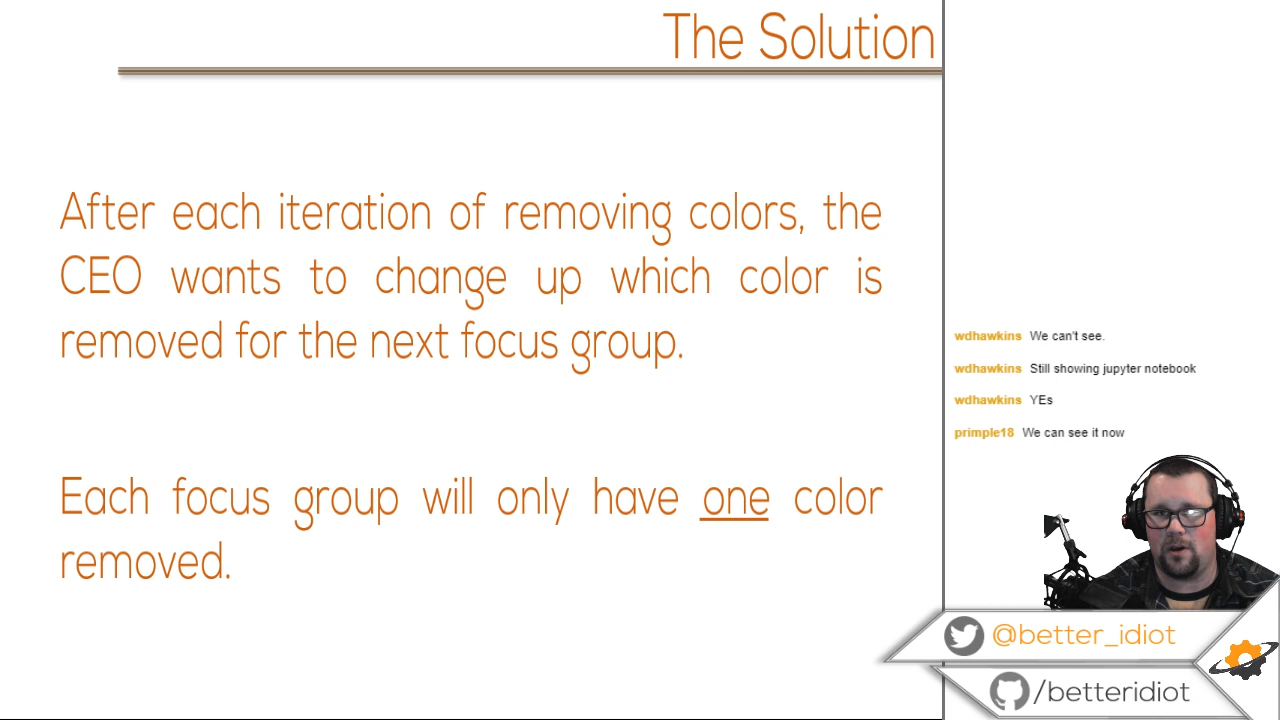 The Solution
After each iteration of removing colors, the
CEO wants to change up which color is
removed for the next focus group.
Each focus group will only have one color
removed.
wdhawkins We can't see.
wdhawkins Still showing jupyter notebook
wdhawkins YEs
primple18 We can see it now
@better_idiot
/betteridiot